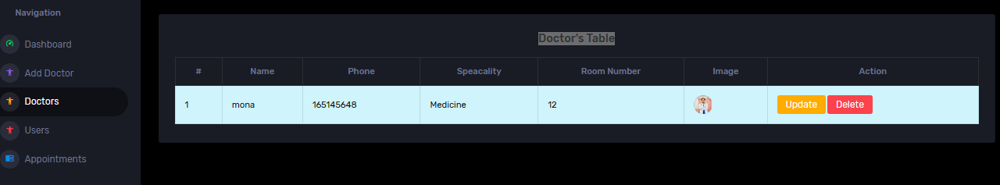 Navigation
Dashboard
Add Doctor
Doctors
Users
Appointments
Doctor's Table
# Name Phone Speacality Room Number Image Action
1 mona 165145648 Medicine 12 Update Delete